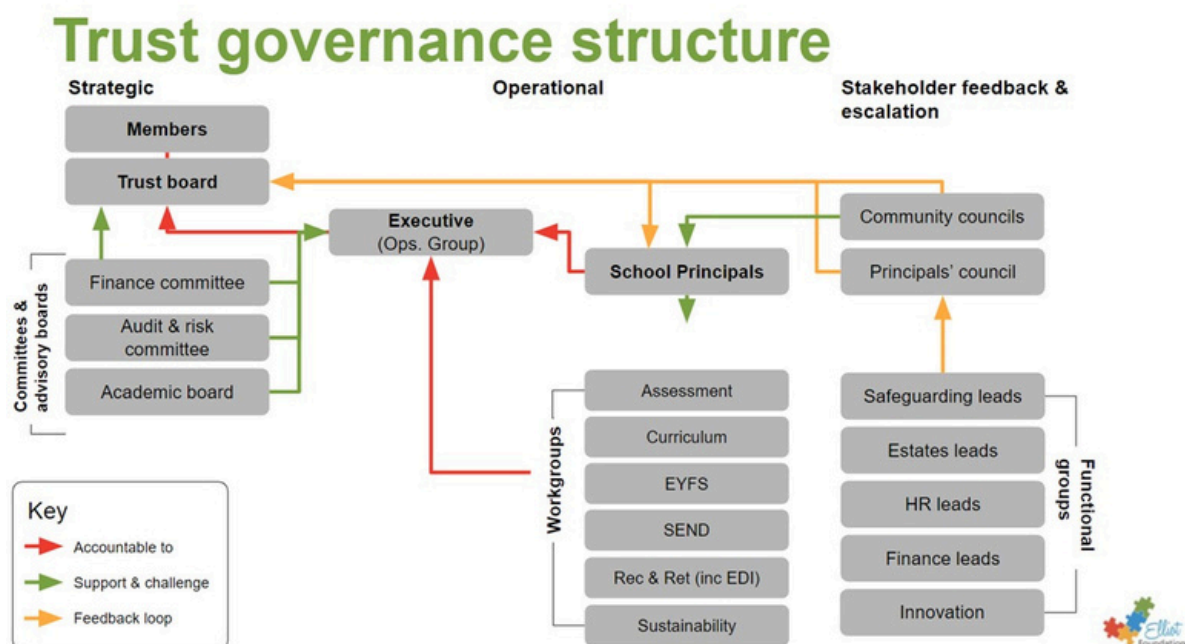 Trust governance structure
Strategic
Operational
Stakeholder feedback &
escalation
Members
Trust board
Executive
(Ops. Group)
School Principals
Community councils
Principals' council
Committees &
advisory boards
Finance committee
Audit & risk
committee
Academic board
Workgroups
Assessment
Curriculum
EYFS
SEND
Rec & Ret (inc EDI)
Sustainability
Safeguarding leads
Estates leads
HR leads
Finance leads
Innovation
Functional
groups
Key
Accountable to
Support & challenge
Feedback loop
Elliot
Foundation